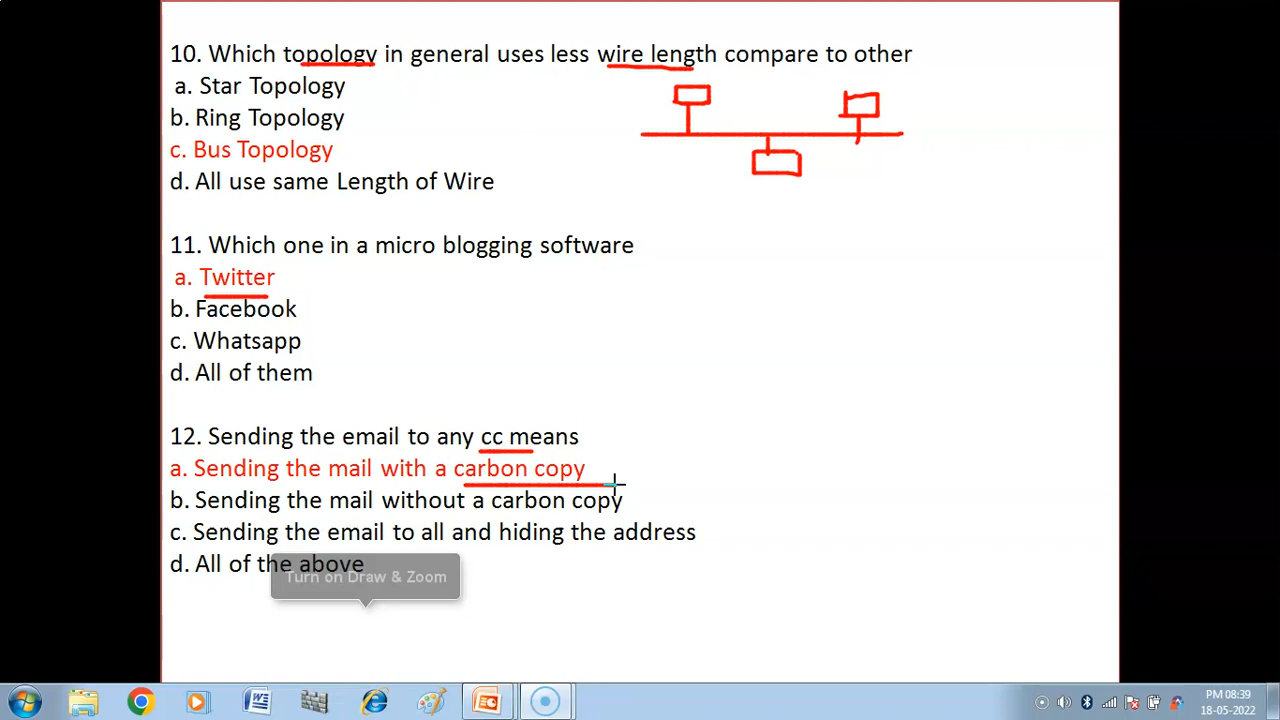 10. Which topology in general uses less wire length compare to other
a. Star Topology
b. Ring Topology
c. Bus Topology
d. All use same Length of Wire
11. Which one in a micro blogging software
a. Twitter
b. Facebook
c. Whatsapp
d. All of them
12. Sending the email to any cc means
a. Sending the mail with a carbon copy
b. Sending the mail without a carbon copy
c. Sending the email to all and hiding the address
d. All of the above
Turn on Draw & Zoom
PM 08:39
18-05-2022